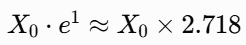 X₀ · e¹ ≈ X₀ × 2.718